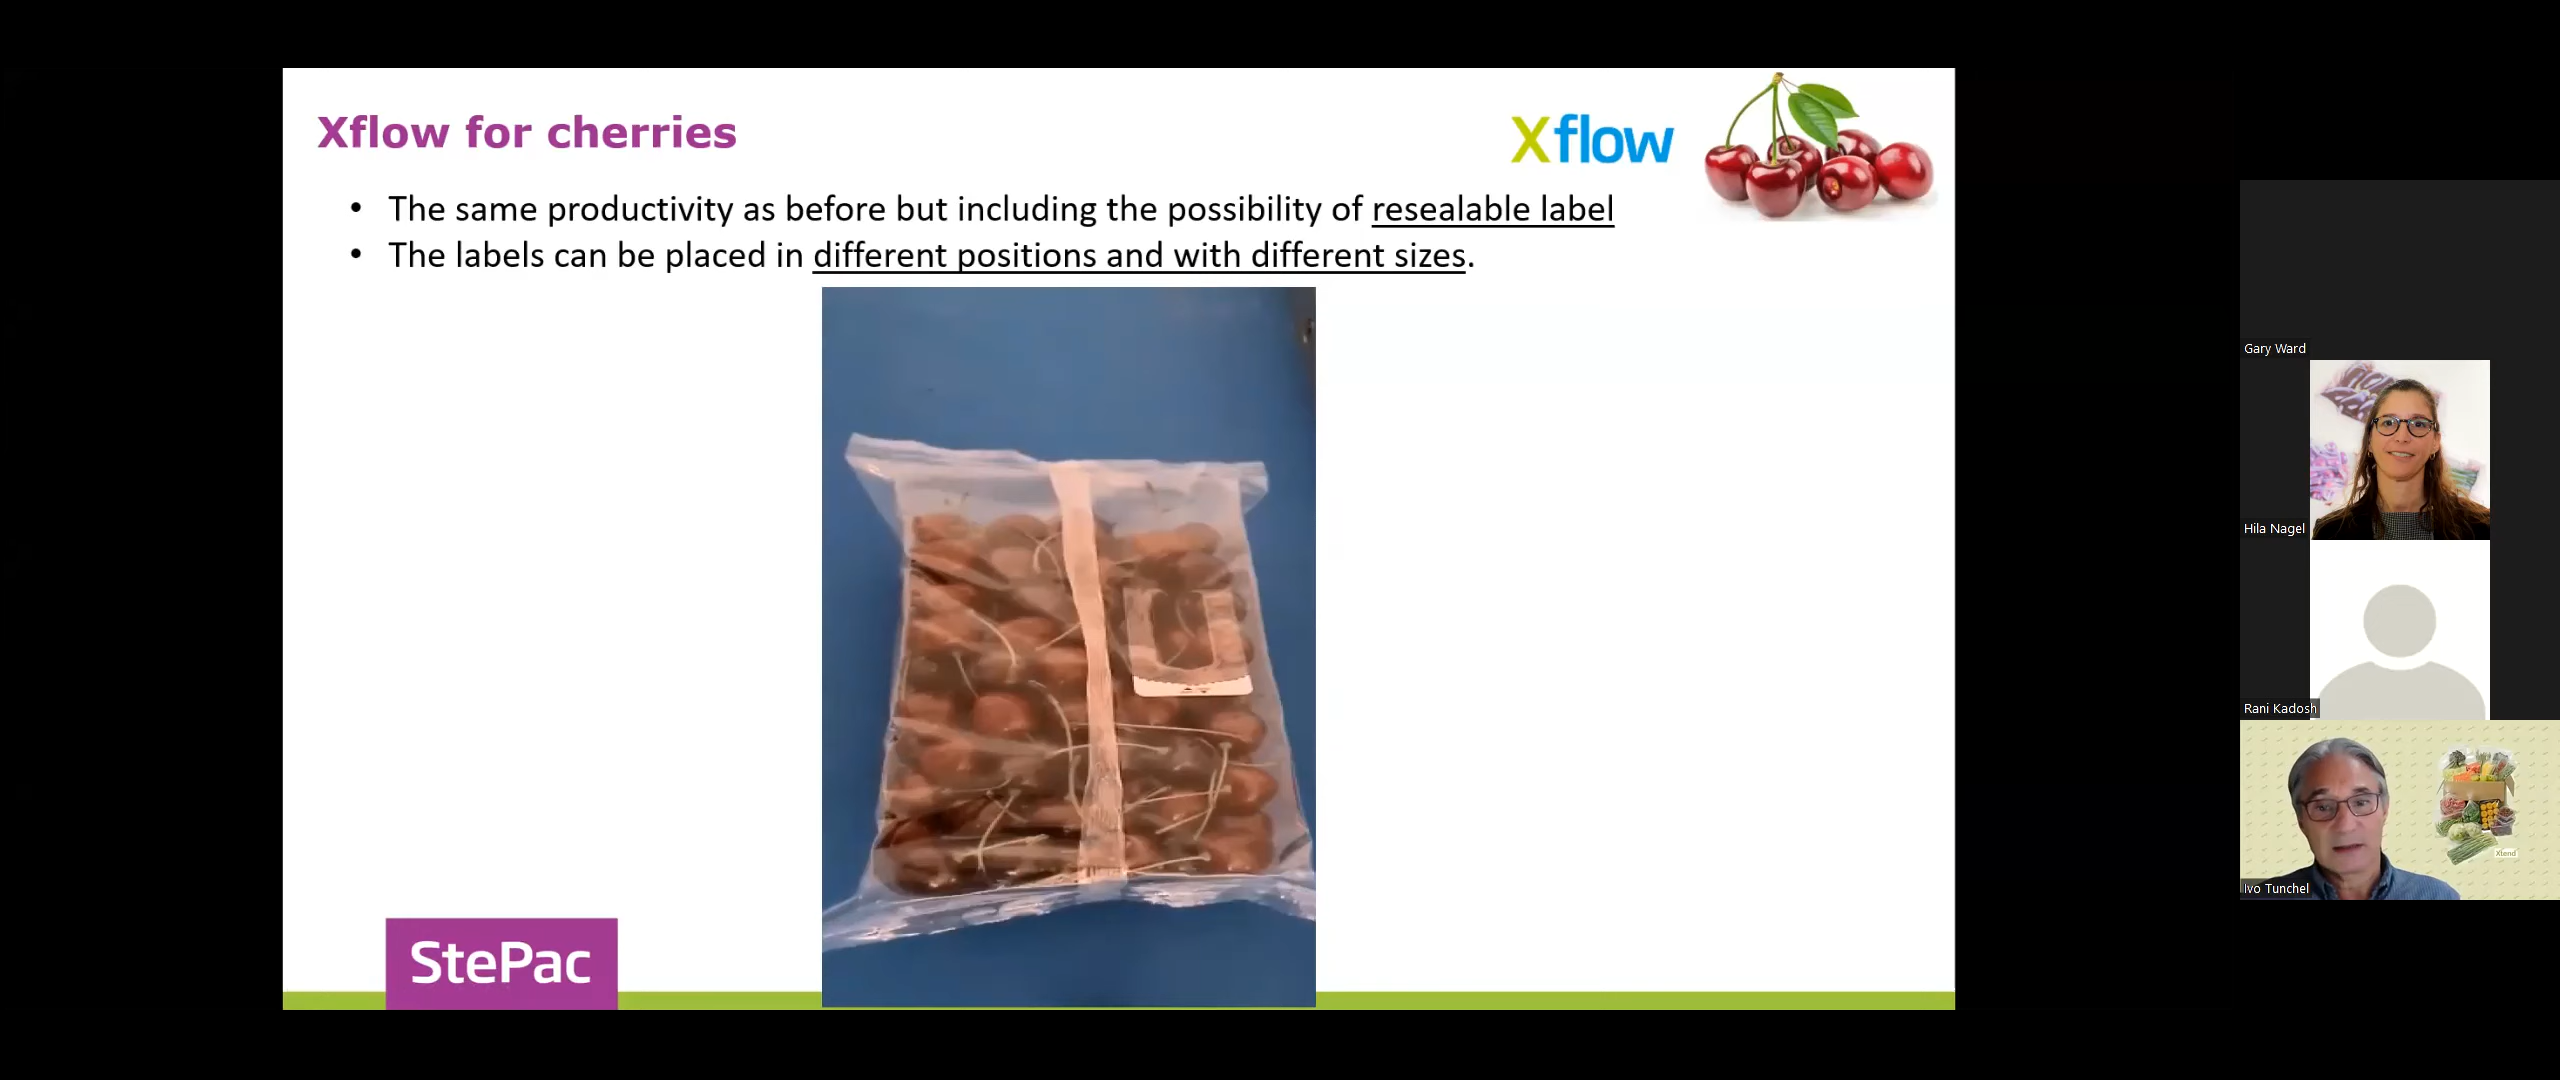 Xflow for cherries
Xflow
• The same productivity as before but including the possibility of resealable label
• The labels can be placed in different positions and with different sizes.
StePac
Gary Ward
Hila Nagel
Rani Kadosh
Ivo Tunchel
Xtend